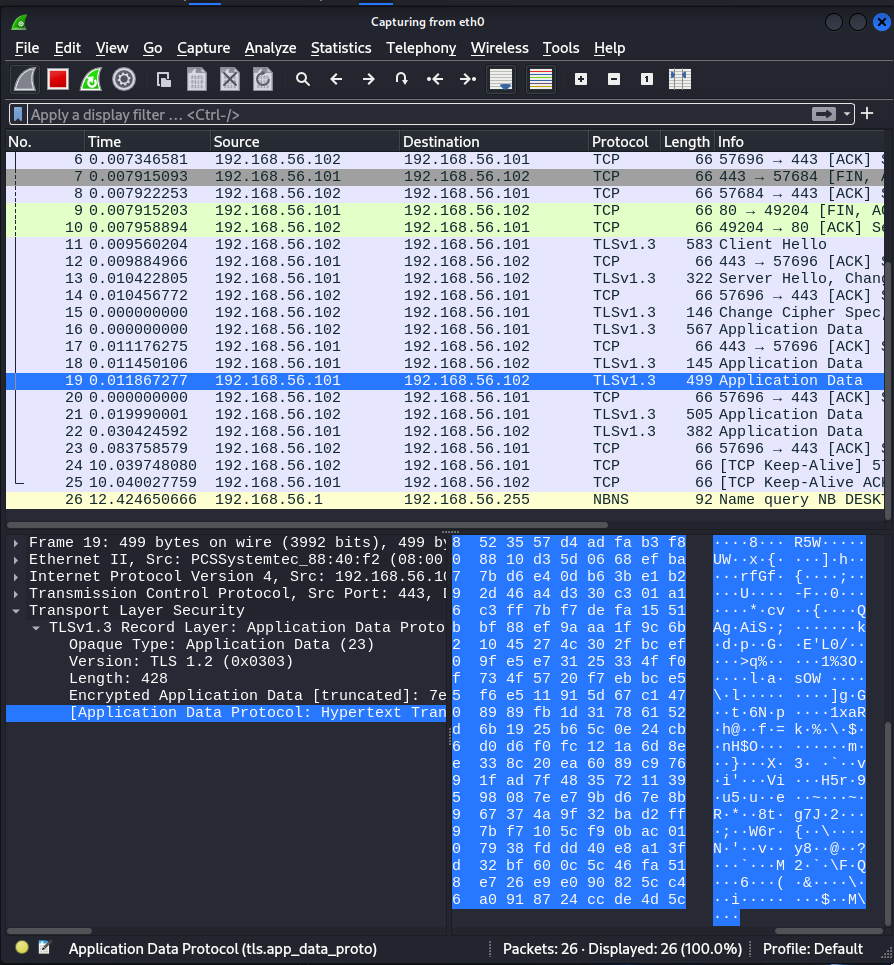 Capturing from eth0
File Edit View Go Capture Analyze Statistics Telephony Wireless Tools Help
Apply a display filter … <Ctrl-/>
No. Time Source Destination Protocol Length Info
6 0.007346581 192.168.56.102 192.168.56.101 TCP 66 57696 → 443 [ACK] S
7 0.007915093 192.168.56.101 192.168.56.102 TCP 66 443 → 57684 [FIN, A
8 0.007922253 192.168.56.102 192.168.56.101 TCP 66 57684 → 443 [ACK] S
9 0.007915203 192.168.56.101 192.168.56.102 TCP 66 80 → 49204 [FIN, AC
10 0.007958894 192.168.56.102 192.168.56.101 TCP 66 49204 → 80 [ACK] Se
11 0.009560204 192.168.56.102 192.168.56.101 TLSv1.3 583 Client Hello
12 0.009884966 192.168.56.101 192.168.56.102 TCP 66 443 → 57696 [ACK] S
13 0.010422805 192.168.56.101 192.168.56.102 TLSv1.3 322 Server Hello, Chang
14 0.010456772 192.168.56.102 192.168.56.101 TCP 66 57696 → 443 [ACK] S
15 0.000000000 192.168.56.102 192.168.56.101 TLSv1.3 146 Change Cipher Spec,
16 0.000000000 192.168.56.102 192.168.56.101 TLSv1.3 567 Application Data
17 0.011176275 192.168.56.101 192.168.56.102 TCP 66 443 → 57696 [ACK] S
18 0.011450106 192.168.56.101 192.168.56.102 TLSv1.3 145 Application Data
19 0.011867277 192.168.56.101 192.168.56.102 TLSv1.3 499 Application Data
20 0.000000000 192.168.56.102 192.168.56.101 TCP 66 57696 → 443 [ACK] S
21 0.019990001 192.168.56.102 192.168.56.101 TLSv1.3 505 Application Data
22 0.030424592 192.168.56.101 192.168.56.102 TLSv1.3 382 Application Data
23 0.083758579 192.168.56.102 192.168.56.101 TCP 66 57696 → 443 [ACK] S
24 10.039748080 192.168.56.102 192.168.56.101 TCP 66 [TCP Keep-Alive] 57
25 10.040027759 192.168.56.101 192.168.56.102 TCP 66 [TCP Keep-Alive ACK
26 12.424650666 192.168.56.1 192.168.56.255 NBNS 92 Name query NB DESKT
Frame 19: 499 bytes on wire (3992 bits), 499 by
Ethernet II, Src: PCSSystemtec_88:40:f2 (08:00
Internet Protocol Version 4, Src: 192.168.56.10
Transmission Control Protocol, Src Port: 443, D
Transport Layer Security
TLSv1.3 Record Layer: Application Data Proto
Opaque Type: Application Data (23)
Version: TLS 1.2 (0x0303)
Length: 428
Encrypted Application Data [truncated]: 7e
[Application Data Protocol: Hypertext Tran
8 52 35 57 d4 ad fa b3 f8 ····8· R5W·····
0 88 10 d3 5d 06 68 ef ba UW··x·{· ···]·h··
7 7b d6 e4 0d b6 3b e1 b2 ···rfGf· {····;··
9 2d 46 a4 d3 30 c3 01 a1 ···U···· -F··0···
6 c3 ff 7b f7 de fa 15 51 ····*·cv ··{····Q
b bf 88 ef 9a aa 1f 9c 6b Ag·AiS·; ·······k
2 10 45 27 4c 30 2f bc ef ·d·p··G· ·E'L0/··
0 9f e5 e7 31 25 33 4f f0 ···>q%·· ···1%3O·
f 73 4f 57 20 f7 eb bc e5 ····l·a· sOW ····
5 f6 e5 11 91 5d 67 c1 47 \·l····· ····]g·G
0 89 89 fb 1d 31 78 61 52 ··t·6N·p ····1xaR
d 6b 19 25 b6 5c 0e 24 cb ·h@··f·= k·%·\·$·
6 d0 d6 f0 fc 12 1a 6d 8e ·nH$O··· ······m·
e 33 8c 20 ea 60 89 c9 76 ··}···X· 3· ·`··v
9 1f ad 7f 48 35 72 11 39 ·i'···Vi ···H5r·9
5 98 08 7e e7 9b d6 7e 8b ·u5·u··e ··~···~·
9 67 37 4a 9f 32 ba d2 ff R·*··8t· g7J·2···
9 7b f7 10 5c f9 0b ac 01 ·;··W6r· {··\····
0 79 38 fd dd 40 e8 a1 3f N·'··v·· y8··@··?
d 32 bf 60 0c 5c 46 fa 51 ···`···M 2·`·\F·Q
8 e7 26 e9 e0 90 82 5c c4 ···6···( ·&····\·
6 a0 91 87 24 cc de 4d 5c ··i····· ···$··M\
···
Application Data Protocol (tls.app_data_proto)
Packets: 26 · Displayed: 26 (100.0%)
Profile: Default